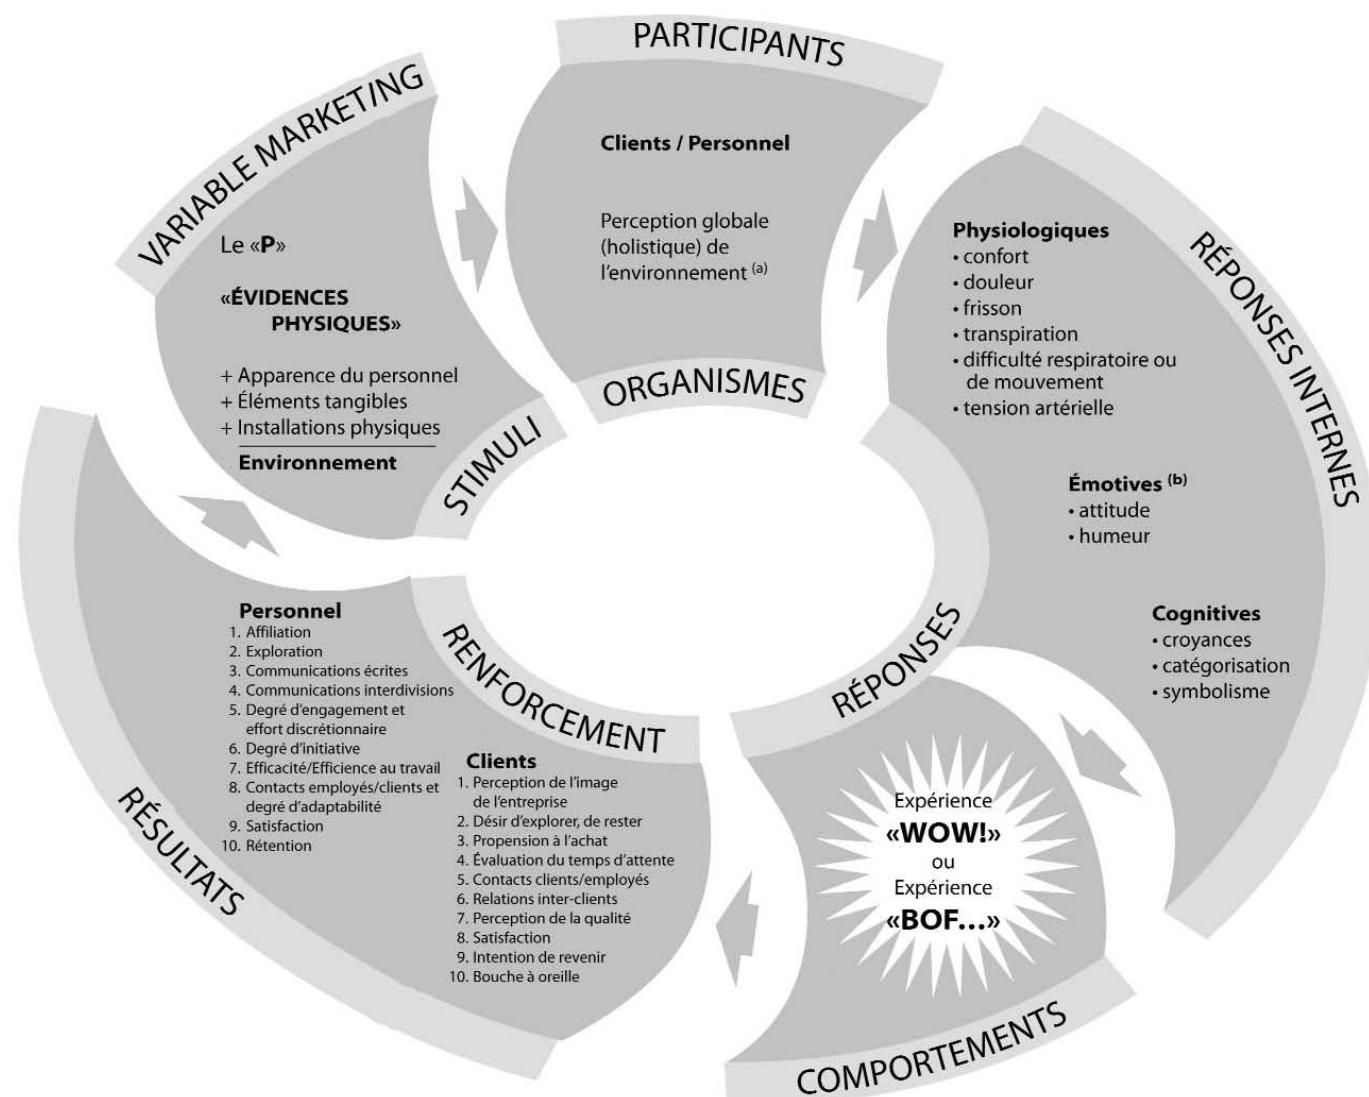 VARIABLE MARKETING
Le «P»
«ÉVIDENCES
PHYSIQUES»
+ Apparence du personnel
+ Éléments tangibles
+ Installations physiques
Environnement
STIMULI
PARTICIPANTS
Clients / Personnel
Perception globale
(holistique) de
l'environnement (a)
ORGANISMES
RÉPONSES INTERNES
Physiologiques
• confort
• douleur
• frisson
• transpiration
• difficulté respiratoire ou
de mouvement
• tension artérielle
Émotives (b)
• attitude
• humeur
Cognitives
• croyances
• catégorisation
• symbolisme
RÉPONSES
Expérience
«WOW!»
ou
Expérience
«BOF...»
COMPORTEMENTS
RENFORCEMENT
Personnel
1. Affiliation
2. Exploration
3. Communications écrites
4. Communications interdivisions
5. Degré d'engagement et
effort discrétionnaire
6. Degré d'initiative
7. Efficacité/Efficience au travail
8. Contacts employés/clients et
degré d'adaptabilité
9. Satisfaction
10. Rétention
Clients
1. Perception de l'image
de l'entreprise
2. Désir d'explorer, de rester
3. Propension à l'achat
4. Évaluation du temps d'attente
5. Contacts clients/employés
6. Relations inter-clients
7. Perception de la qualité
8. Satisfaction
9. Intention de revenir
10. Bouche à oreille
RÉSULTATS